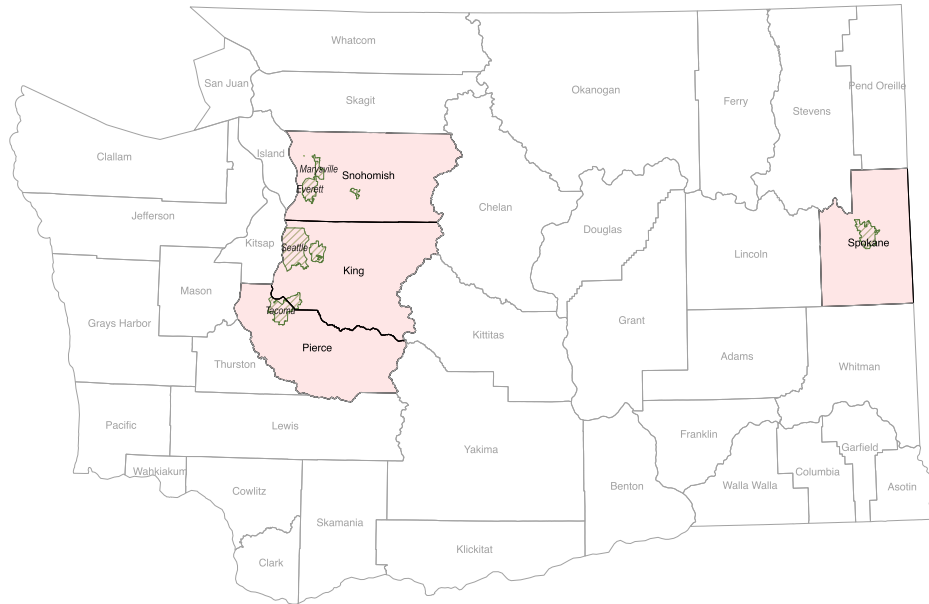 Whatcom
San Juan
Skagit
Okanogan
Ferry
Stevens
Pend Oreille
Clallam
Island
Marysville
Snohomish
Everett
Jefferson
Chelan
Douglas
Kitsap
Seattle
King
Lincoln
Spokane
Mason
Tacoma
Grays Harbor
Grant
Kittitas
Pierce
Thurston
Adams
Whitman
Pacific
Lewis
Yakima
Franklin
Garfield
Wahkiakum
Cowlitz
Benton
Walla Walla
Columbia
Asotin
Skamania
Klickitat
Clark